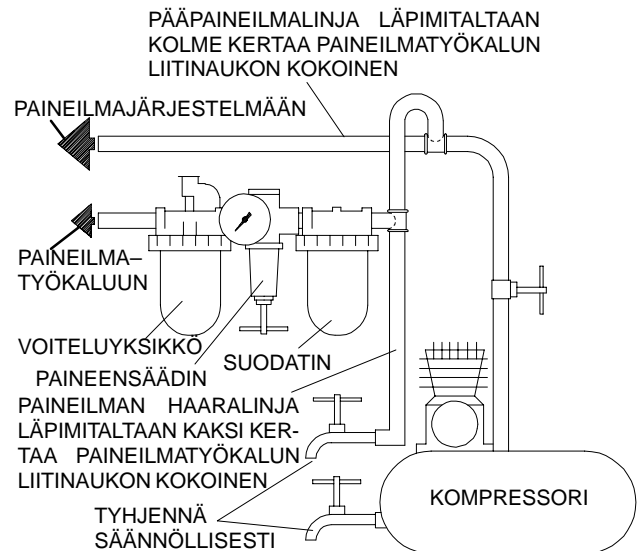 PÄÄPAINEILMALINJA LÄPIMITALTAAN
KOLME KERTAA PAINEILMATYÖKALUN
LIITINAUKON KOKOINEN
PAINEILMAJÄRJESTELMÄÄN
PAINEILMA–
TYÖKALUUN
VOITELUYKSIKKÖ
SUODATIN
PAINEENSÄÄDIN
PAINEILMAN HAARALINJA
LÄPIMITALTAAN KAKSI KER-
TAA PAINEILMATYÖKALUN
LIITINAUKON KOKOINEN
KOMPRESSORI
TYHJENNÄ
SÄÄNNÖLLISESTI